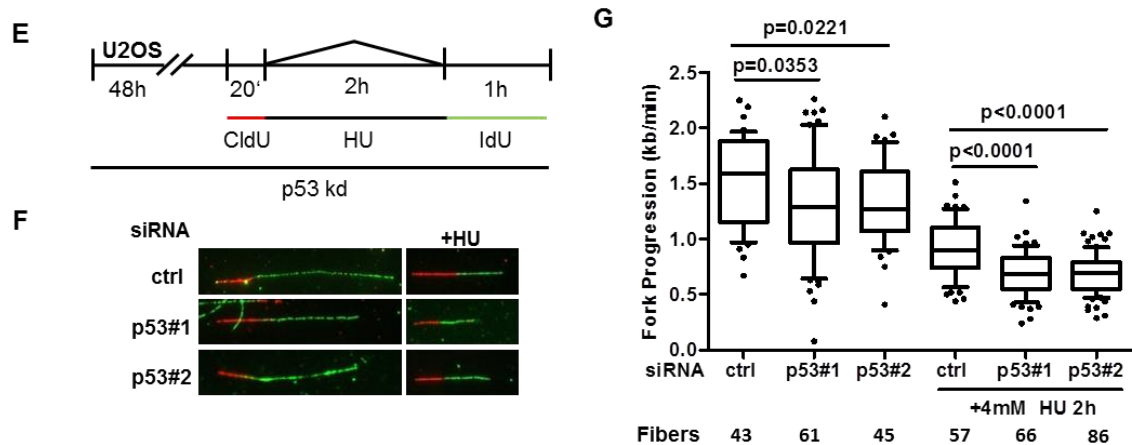 E
U2OS
48h 20' 2h 1h
CldU HU IdU
p53 kd
F
siRNA +HU
ctrl
p53#1
p53#2
G
p=0.0221
p=0.0353
p<0.0001
p<0.0001
Fork Progression (kb/min)
2.5
2.0
1.5
1.0
0.5
0.0
siRNA ctrl p53#1 p53#2 ctrl p53#1 p53#2
+4mM HU 2h
Fibers 43 61 45 57 66 86